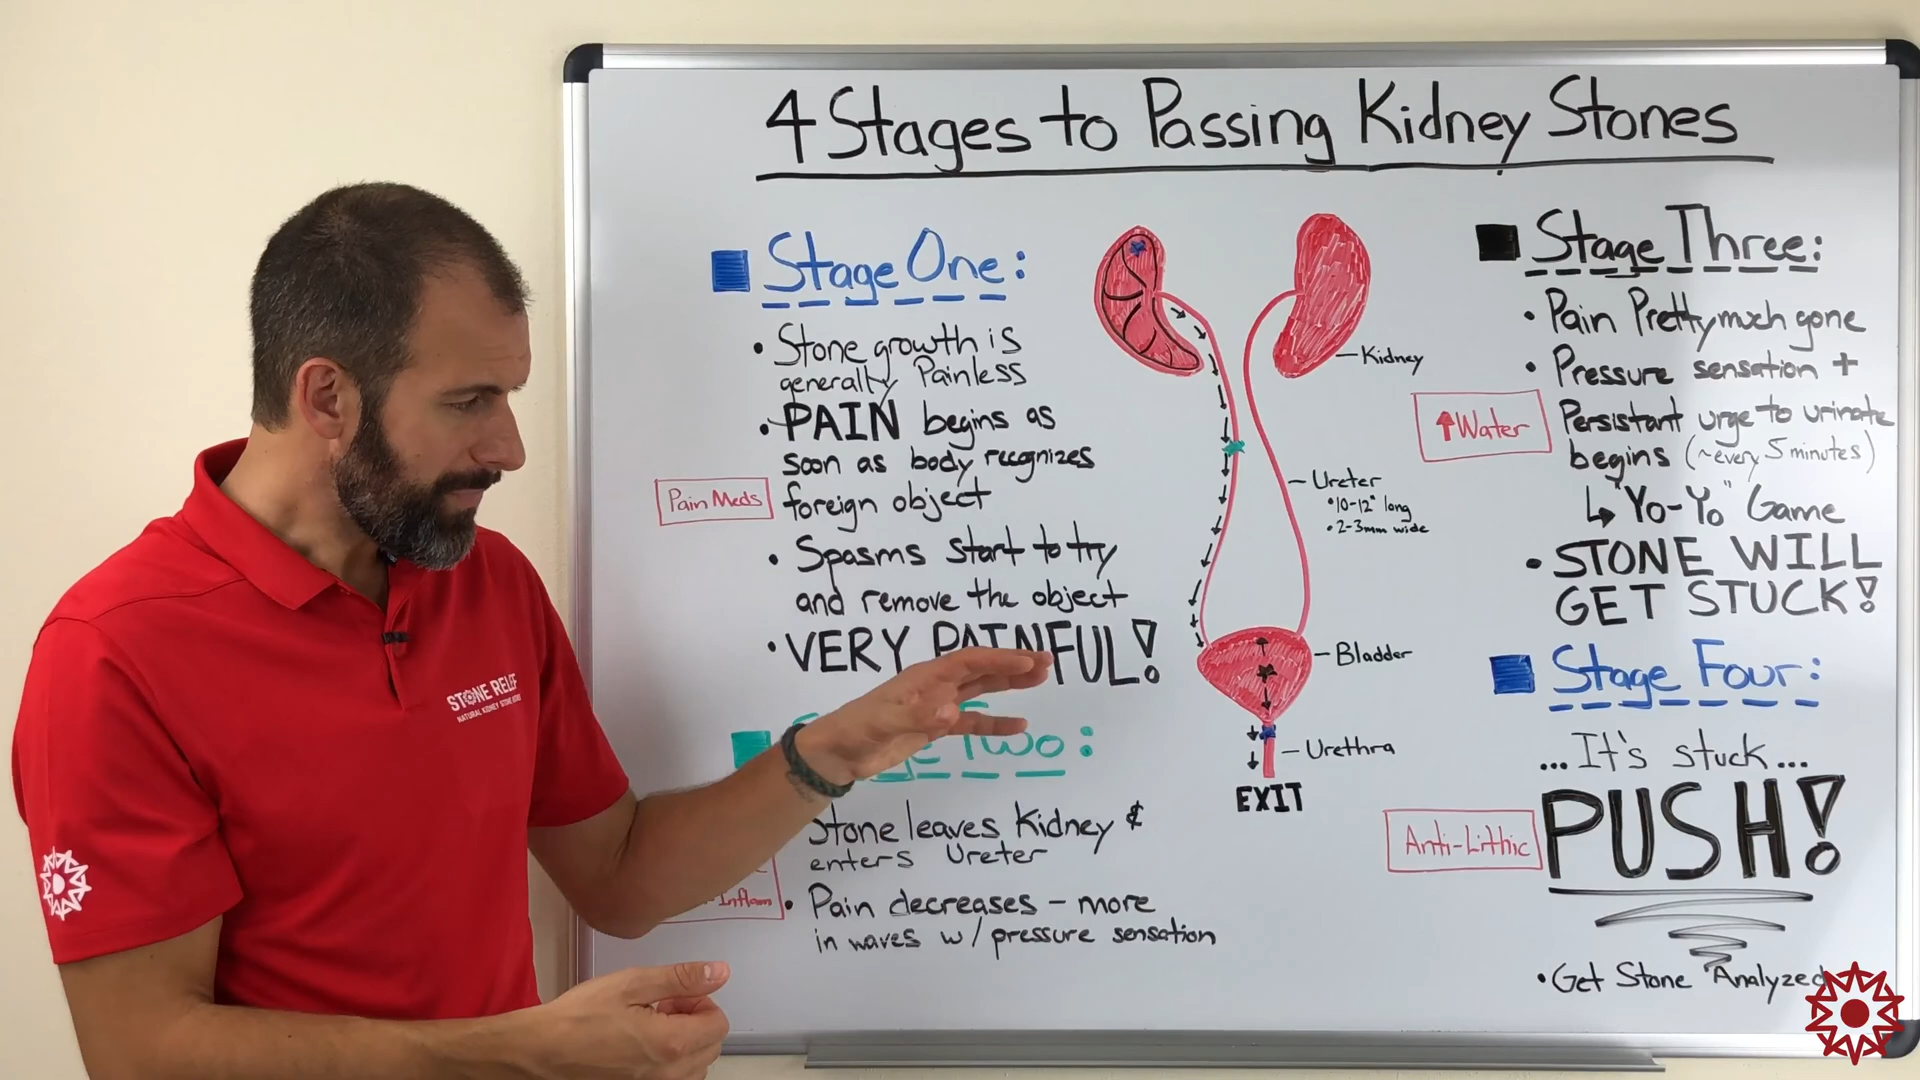 4 Stages to Passing Kidney Stones
Stage One:
• Stone growth is
generally Painless
• PAIN begins as
soon as body recognizes
foreign object
Pain Meds
• Spasms start to try
and remove the object
• VERY PAINFUL!
Two:
Stone leaves Kidney &
enters Ureter
-Inflam
• Pain decreases - more
in waves w/ pressure sensation
Kidney
Ureter
• 10-12" long
• 2-3mm wide
Bladder
Urethra
EXIT
Stage Three:
• Pain Pretty much gone
• Pressure sensation +
Persistant urge to urinate
begins (~every 5 minutes)
↑Water
↳ "Yo-Yo" Game
• STONE WILL
GET STUCK!
Stage Four:
...It's stuck...
PUSH!
Anti-Lithic
• Get Stone Analyzed
STONE RELIEF
NATURAL KIDNEY STONE